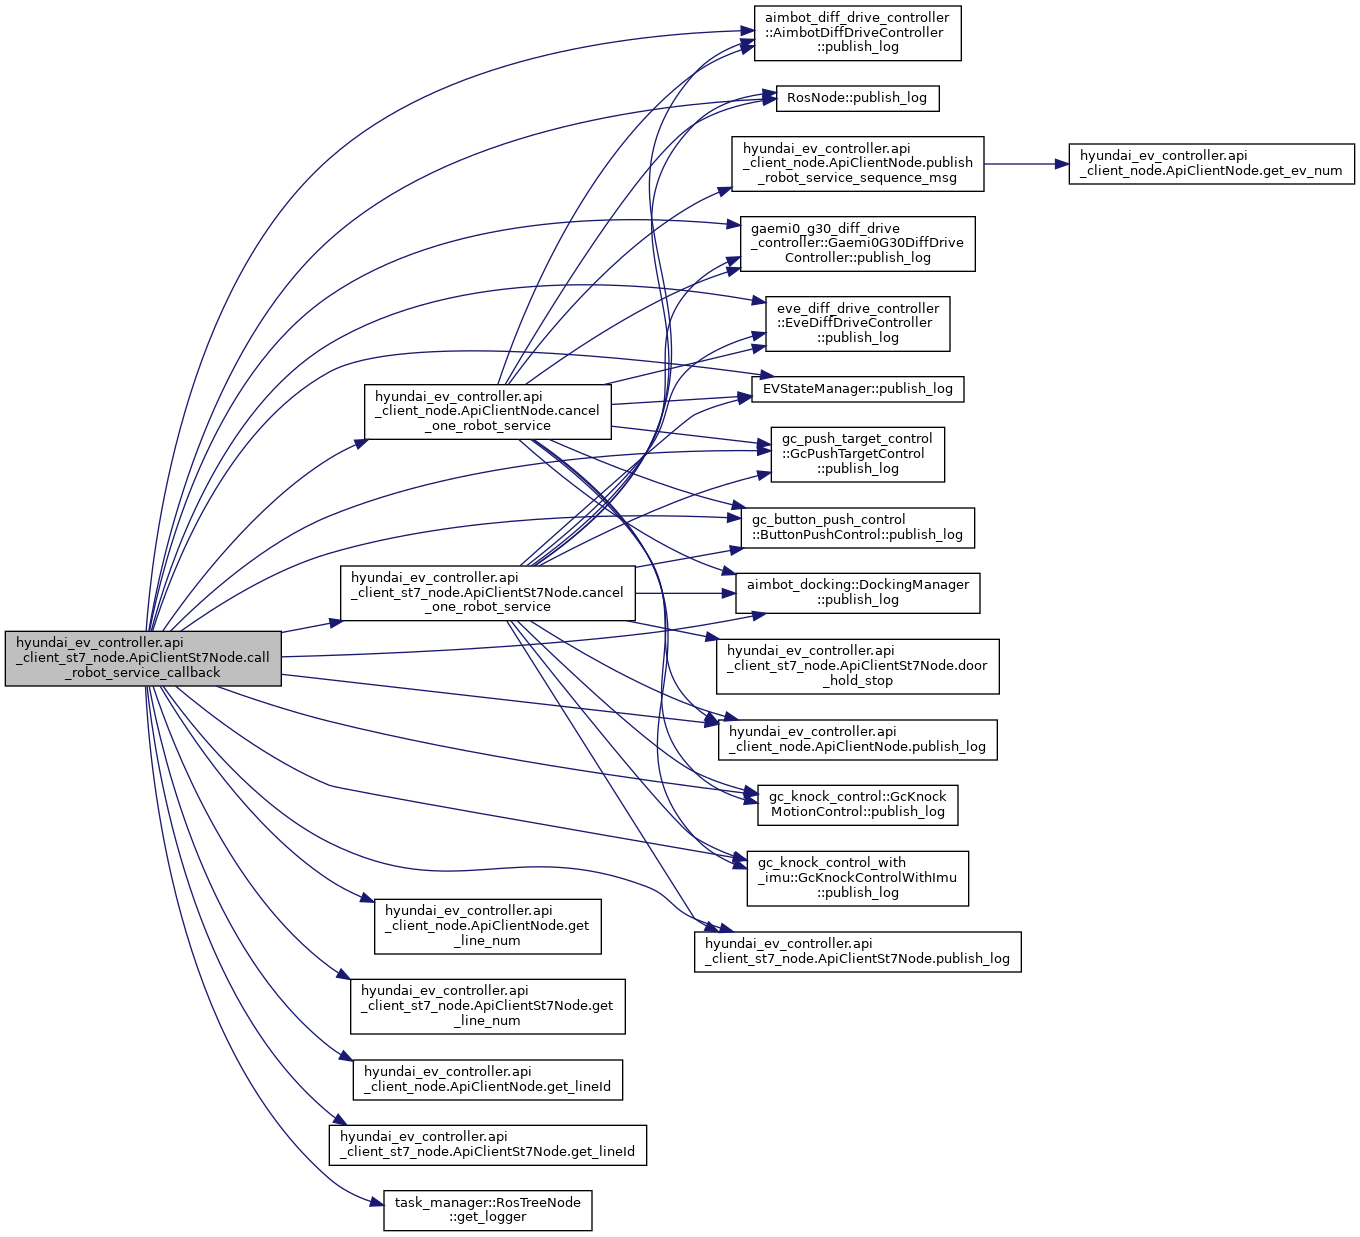 aimbot_diff_drive_controller
::AimbotDiffDriveController
::publish_log
RosNode::publish_log
hyundai_ev_controller.api
_client_node.ApiClientNode.publish
_robot_service_sequence_msg
hyundai_ev_controller.api
_client_node.ApiClientNode.get_ev_num
gaemi0_g30_diff_drive
_controller::Gaemi0G30DiffDrive
Controller::publish_log
eve_diff_drive_controller
::EveDiffDriveController
::publish_log
EVStateManager::publish_log
hyundai_ev_controller.api
_client_node.ApiClientNode.cancel
_one_robot_service
gc_push_target_control
::GcPushTargetControl
::publish_log
gc_button_push_control
::ButtonPushControl::publish_log
hyundai_ev_controller.api
_client_st7_node.ApiClientSt7Node.cancel
_one_robot_service
aimbot_docking::DockingManager
::publish_log
hyundai_ev_controller.api
_client_st7_node.ApiClientSt7Node.call
_robot_service_callback
hyundai_ev_controller.api
_client_st7_node.ApiClientSt7Node.door
_hold_stop
hyundai_ev_controller.api
_client_node.ApiClientNode.publish_log
gc_knock_control::GcKnock
MotionControl::publish_log
gc_knock_control_with
_imu::GcKnockControlWithImu
::publish_log
hyundai_ev_controller.api
_client_node.ApiClientNode.get
_line_num
hyundai_ev_controller.api
_client_st7_node.ApiClientSt7Node.publish_log
hyundai_ev_controller.api
_client_st7_node.ApiClientSt7Node.get
_line_num
hyundai_ev_controller.api
_client_node.ApiClientNode.get_lineId
hyundai_ev_controller.api
_client_st7_node.ApiClientSt7Node.get_lineId
task_manager::RosTreeNode
::get_logger